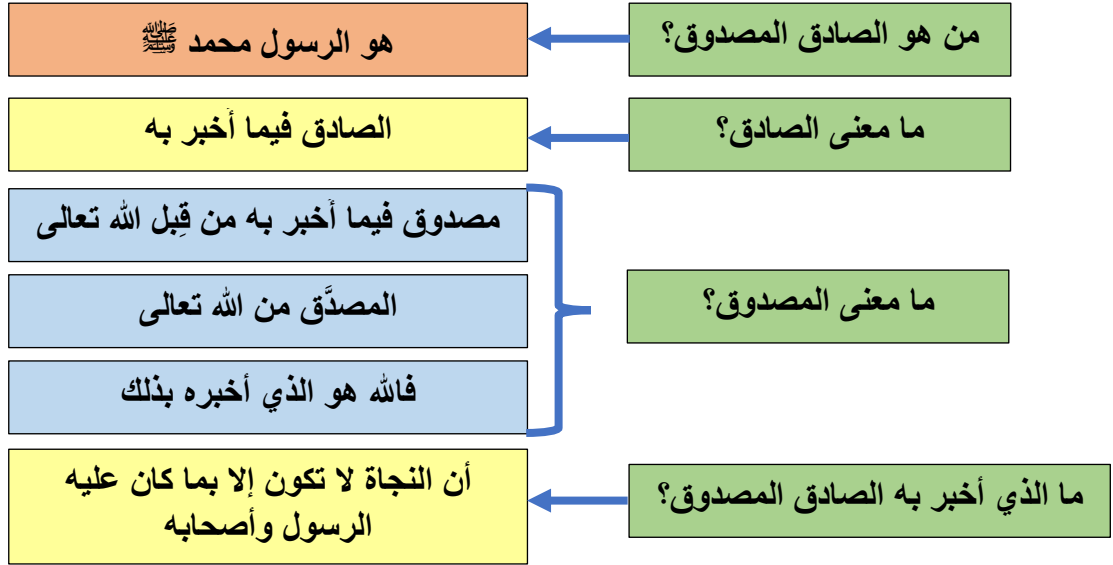 من هو الصادق المصدوق؟
هو الرسول محمد ﷺ
ما معنى الصادق؟
الصادق فيما أَخبر به
ما معنى المصدوق؟
مصدوق فيما أُخبر به من قِبل الله تعالى
المصدَّق من الله تعالى
فالله هو الذي أخبره بذلك
ما الذي أخبر به الصادق المصدوق؟
أن النجاة لا تكون إلا بما كان عليه
الرسول وأصحابه